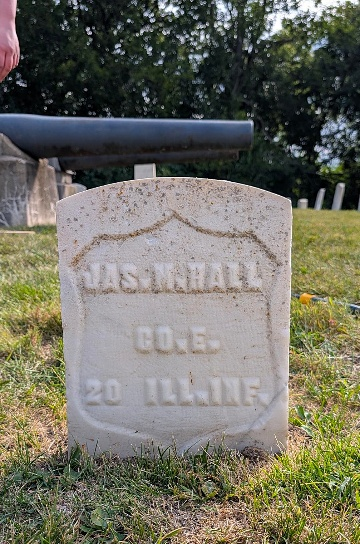 JAS. M. HALL
CO. E.
20 ILL. INF.